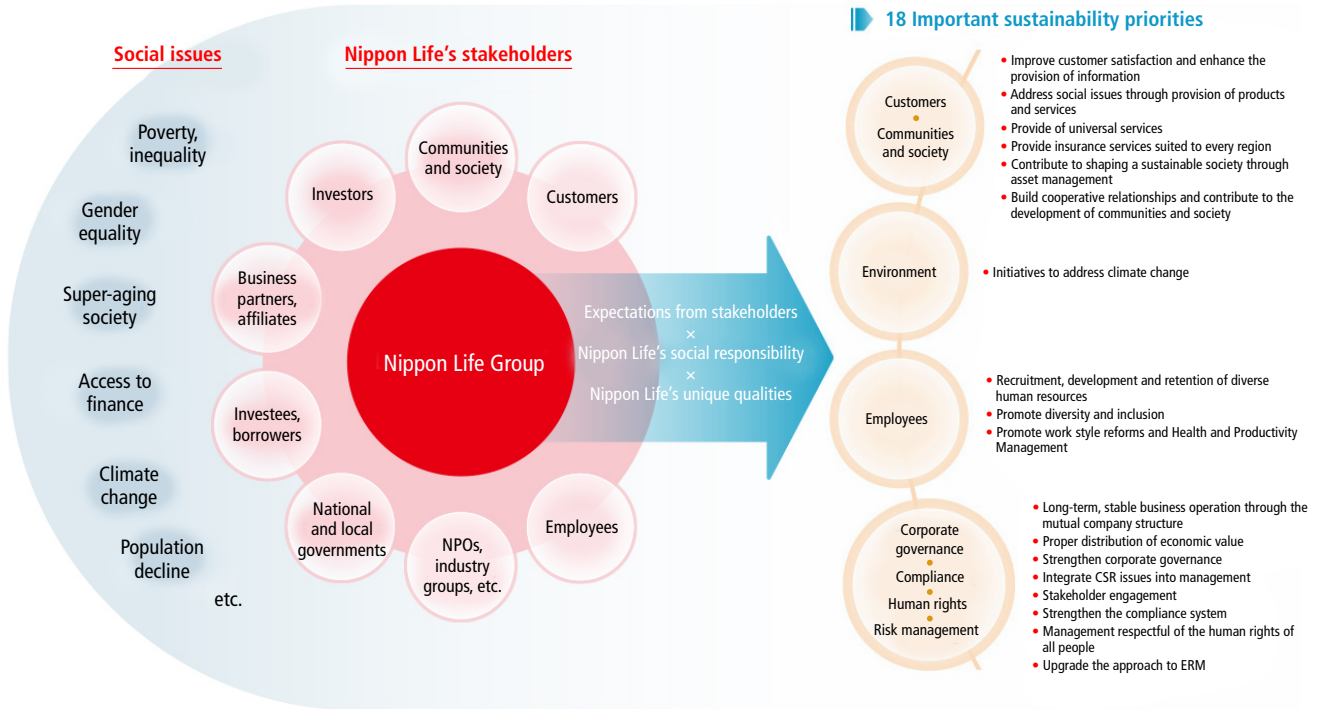 18 Important sustainability priorities
Social issues
Nippon Life's stakeholders
Poverty,
inequality
Gender
equality
Super-aging
society
Access to
finance
Climate
change
Population
decline
etc.
Communities
and society
Investors
Customers
Business
partners,
affiliates
Investees,
borrowers
National
and local
governments
NPOs,
industry
groups, etc.
Employees
Nippon Life Group
Expectations from stakeholders
×
Nippon Life's social responsibility
×
Nippon Life's unique qualities
Customers
•
Communities
and society
• Improve customer satisfaction and enhance the
provision of information
• Address social issues through provision of products
and services
• Provide of universal services
• Provide insurance services suited to every region
• Contribute to shaping a sustainable society through
asset management
• Build cooperative relationships and contribute to the
development of communities and society
Environment
• Initiatives to address climate change
Employees
• Recruitment, development and retention of diverse
human resources
• Promote diversity and inclusion
• Promote work style reforms and Health and Productivity
Management
Corporate
governance
•
Compliance
•
Human rights
•
Risk management
• Long-term, stable business operation through the
mutual company structure
• Proper distribution of economic value
• Strengthen corporate governance
• Integrate CSR issues into management
• Stakeholder engagement
• Strengthen the compliance system
• Management respectful of the human rights of
all people
• Upgrade the approach to ERM